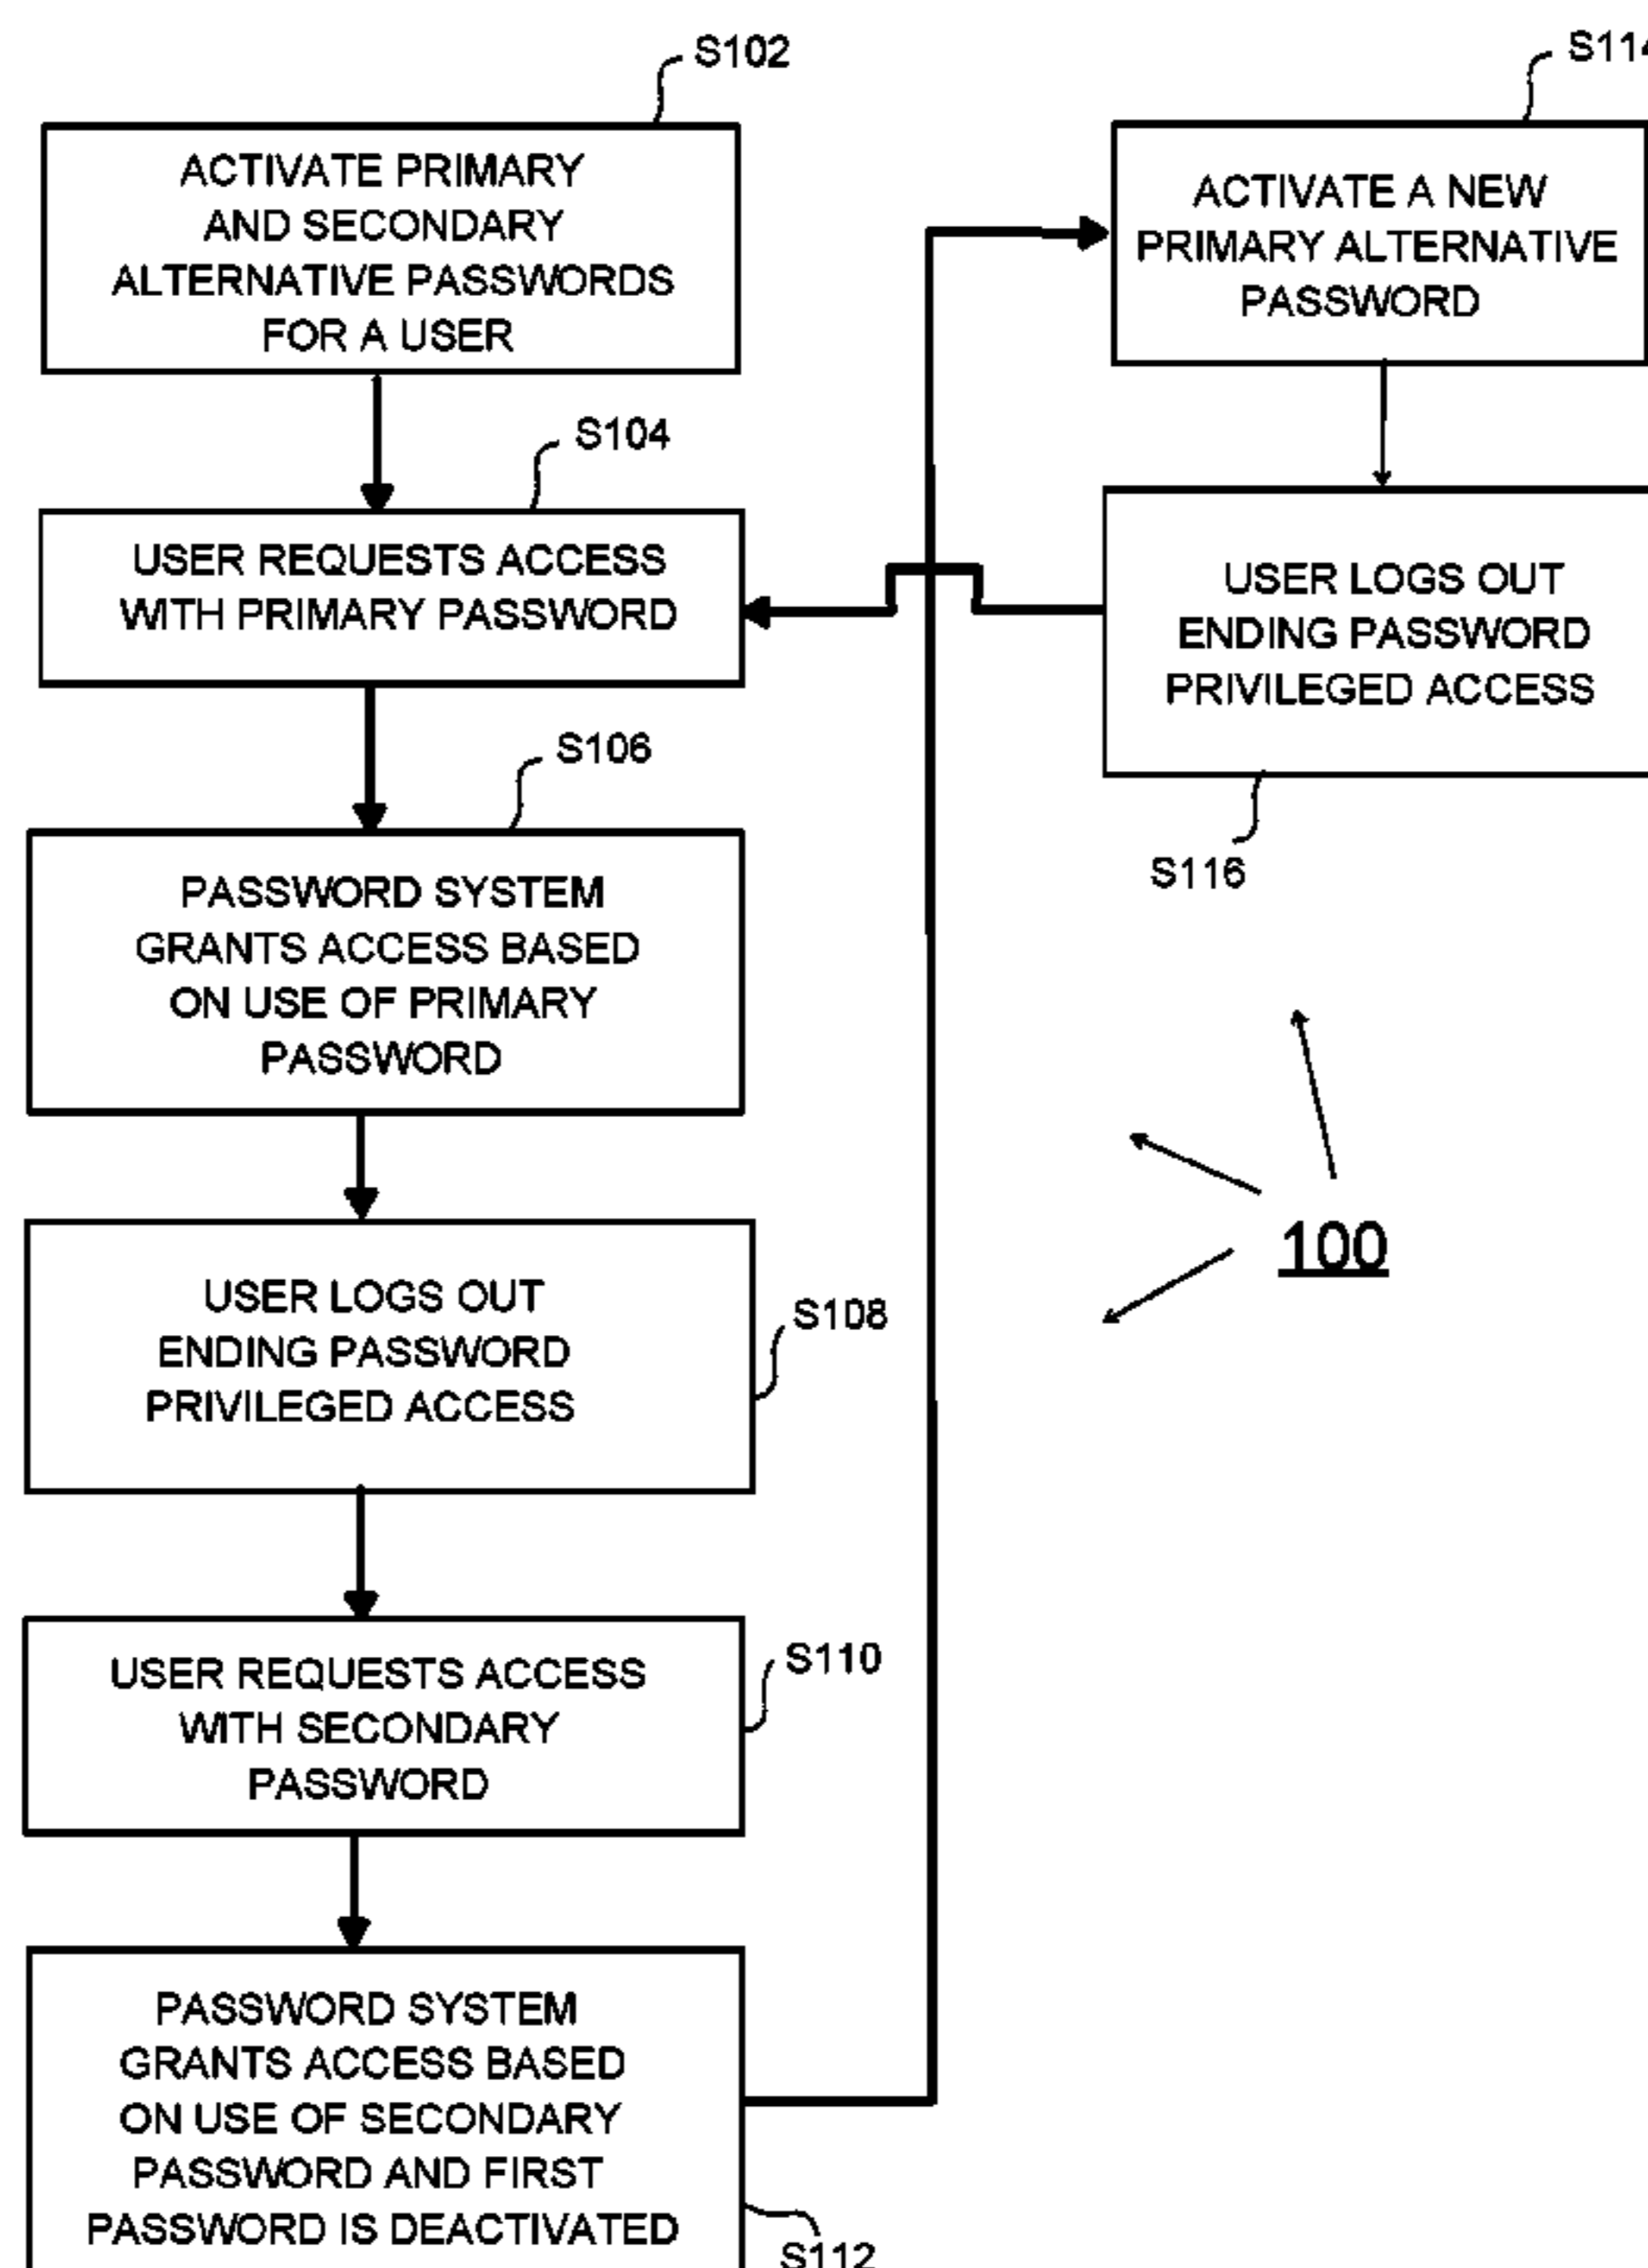 S102
ACTIVATE PRIMARY
AND SECONDARY
ALTERNATIVE PASSWORDS
FOR A USER
S104
USER REQUESTS ACCESS
WITH PRIMARY PASSWORD
S106
PASSWORD SYSTEM
GRANTS ACCESS BASED
ON USE OF PRIMARY
PASSWORD
USER LOGS OUT
ENDING PASSWORD
PRIVILEGED ACCESS
S108
USER REQUESTS ACCESS
WITH SECONDARY
PASSWORD
S110
PASSWORD SYSTEM
GRANTS ACCESS BASED
ON USE OF SECONDARY
PASSWORD AND FIRST
PASSWORD IS DEACTIVATED
S112
S114
ACTIVATE A NEW
PRIMARY ALTERNATIVE
PASSWORD
USER LOGS OUT
ENDING PASSWORD
PRIVILEGED ACCESS
S116
100